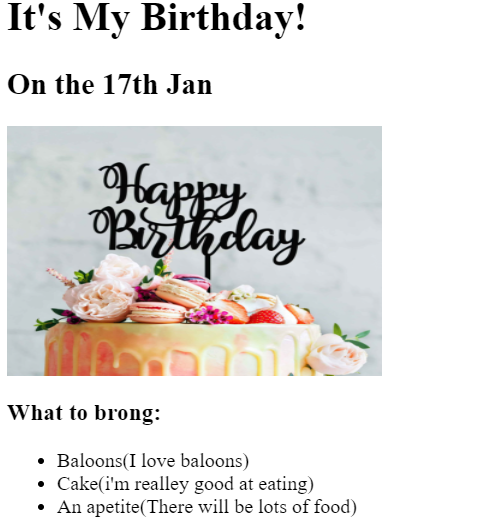 It's My Birthday!
On the 17th Jan
Happy
Birthday
What to brong:
Baloons(I love baloons)
Cake(i'm realley good at eating)
An apetite(There will be lots of food)